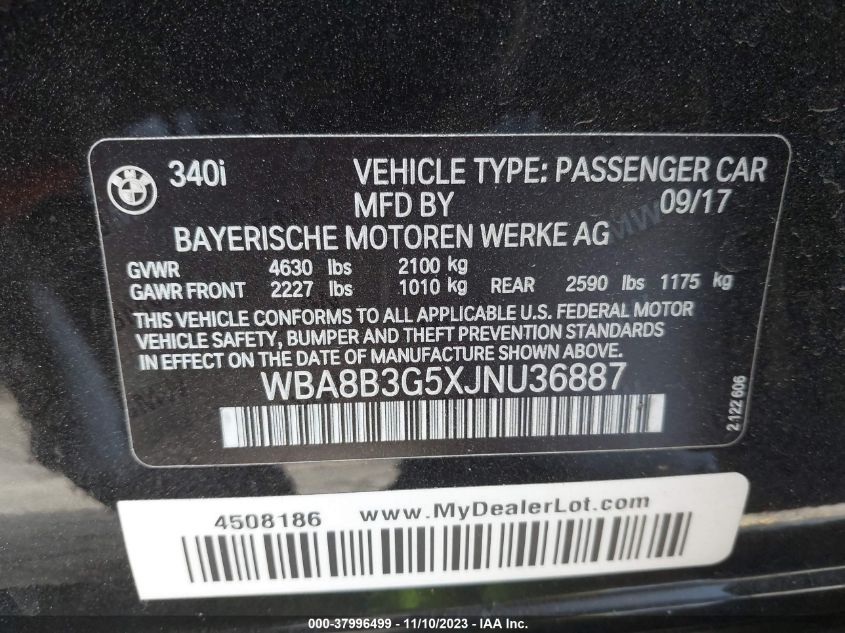 340i VEHICLE TYPE: PASSENGER CAR
MFD BY 09/17
BAYERISCHE MOTOREN WERKE AG
GVWR 4630 lbs 2100 kg
GAWR FRONT 2227 lbs 1010 kg REAR 2590 lbs 1175 kg
THIS VEHICLE CONFORMS TO ALL APPLICABLE U.S. FEDERAL MOTOR
VEHICLE SAFETY, BUMPER AND THEFT PREVENTION STANDARDS
IN EFFECT ON THE DATE OF MANUFACTURE SHOWN ABOVE.
WBA8B3G5XJNU36887
2 122 606
4508186 www.MyDealerLot.com
000-37996499 — 11/10/2023 — IAA Inc.